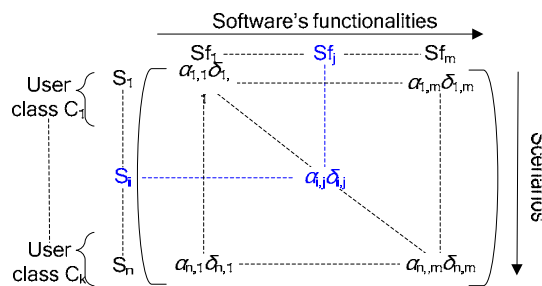 Software's functionalities
Sf1 Sfj Sfm
User class C1
S1
α1,1δ1,1
α1,mδ1,m
Scenarios
Si
αi,jδi,j
User class Ck
Sn
αn,1δn,1
αn,,mδn,m